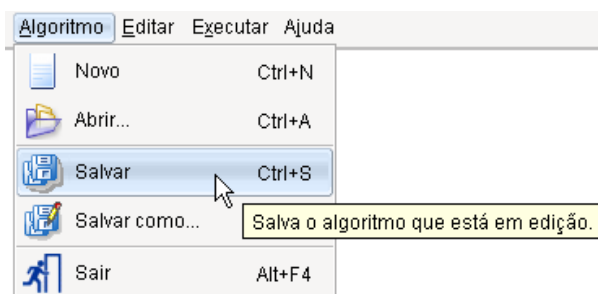 Algoritmo Editar Executar Ajuda
Novo Ctrl+N
Abrir... Ctrl+A
Salvar Ctrl+S
Salvar como...
Salva o algoritmo que está em edição.
Sair Alt+F4